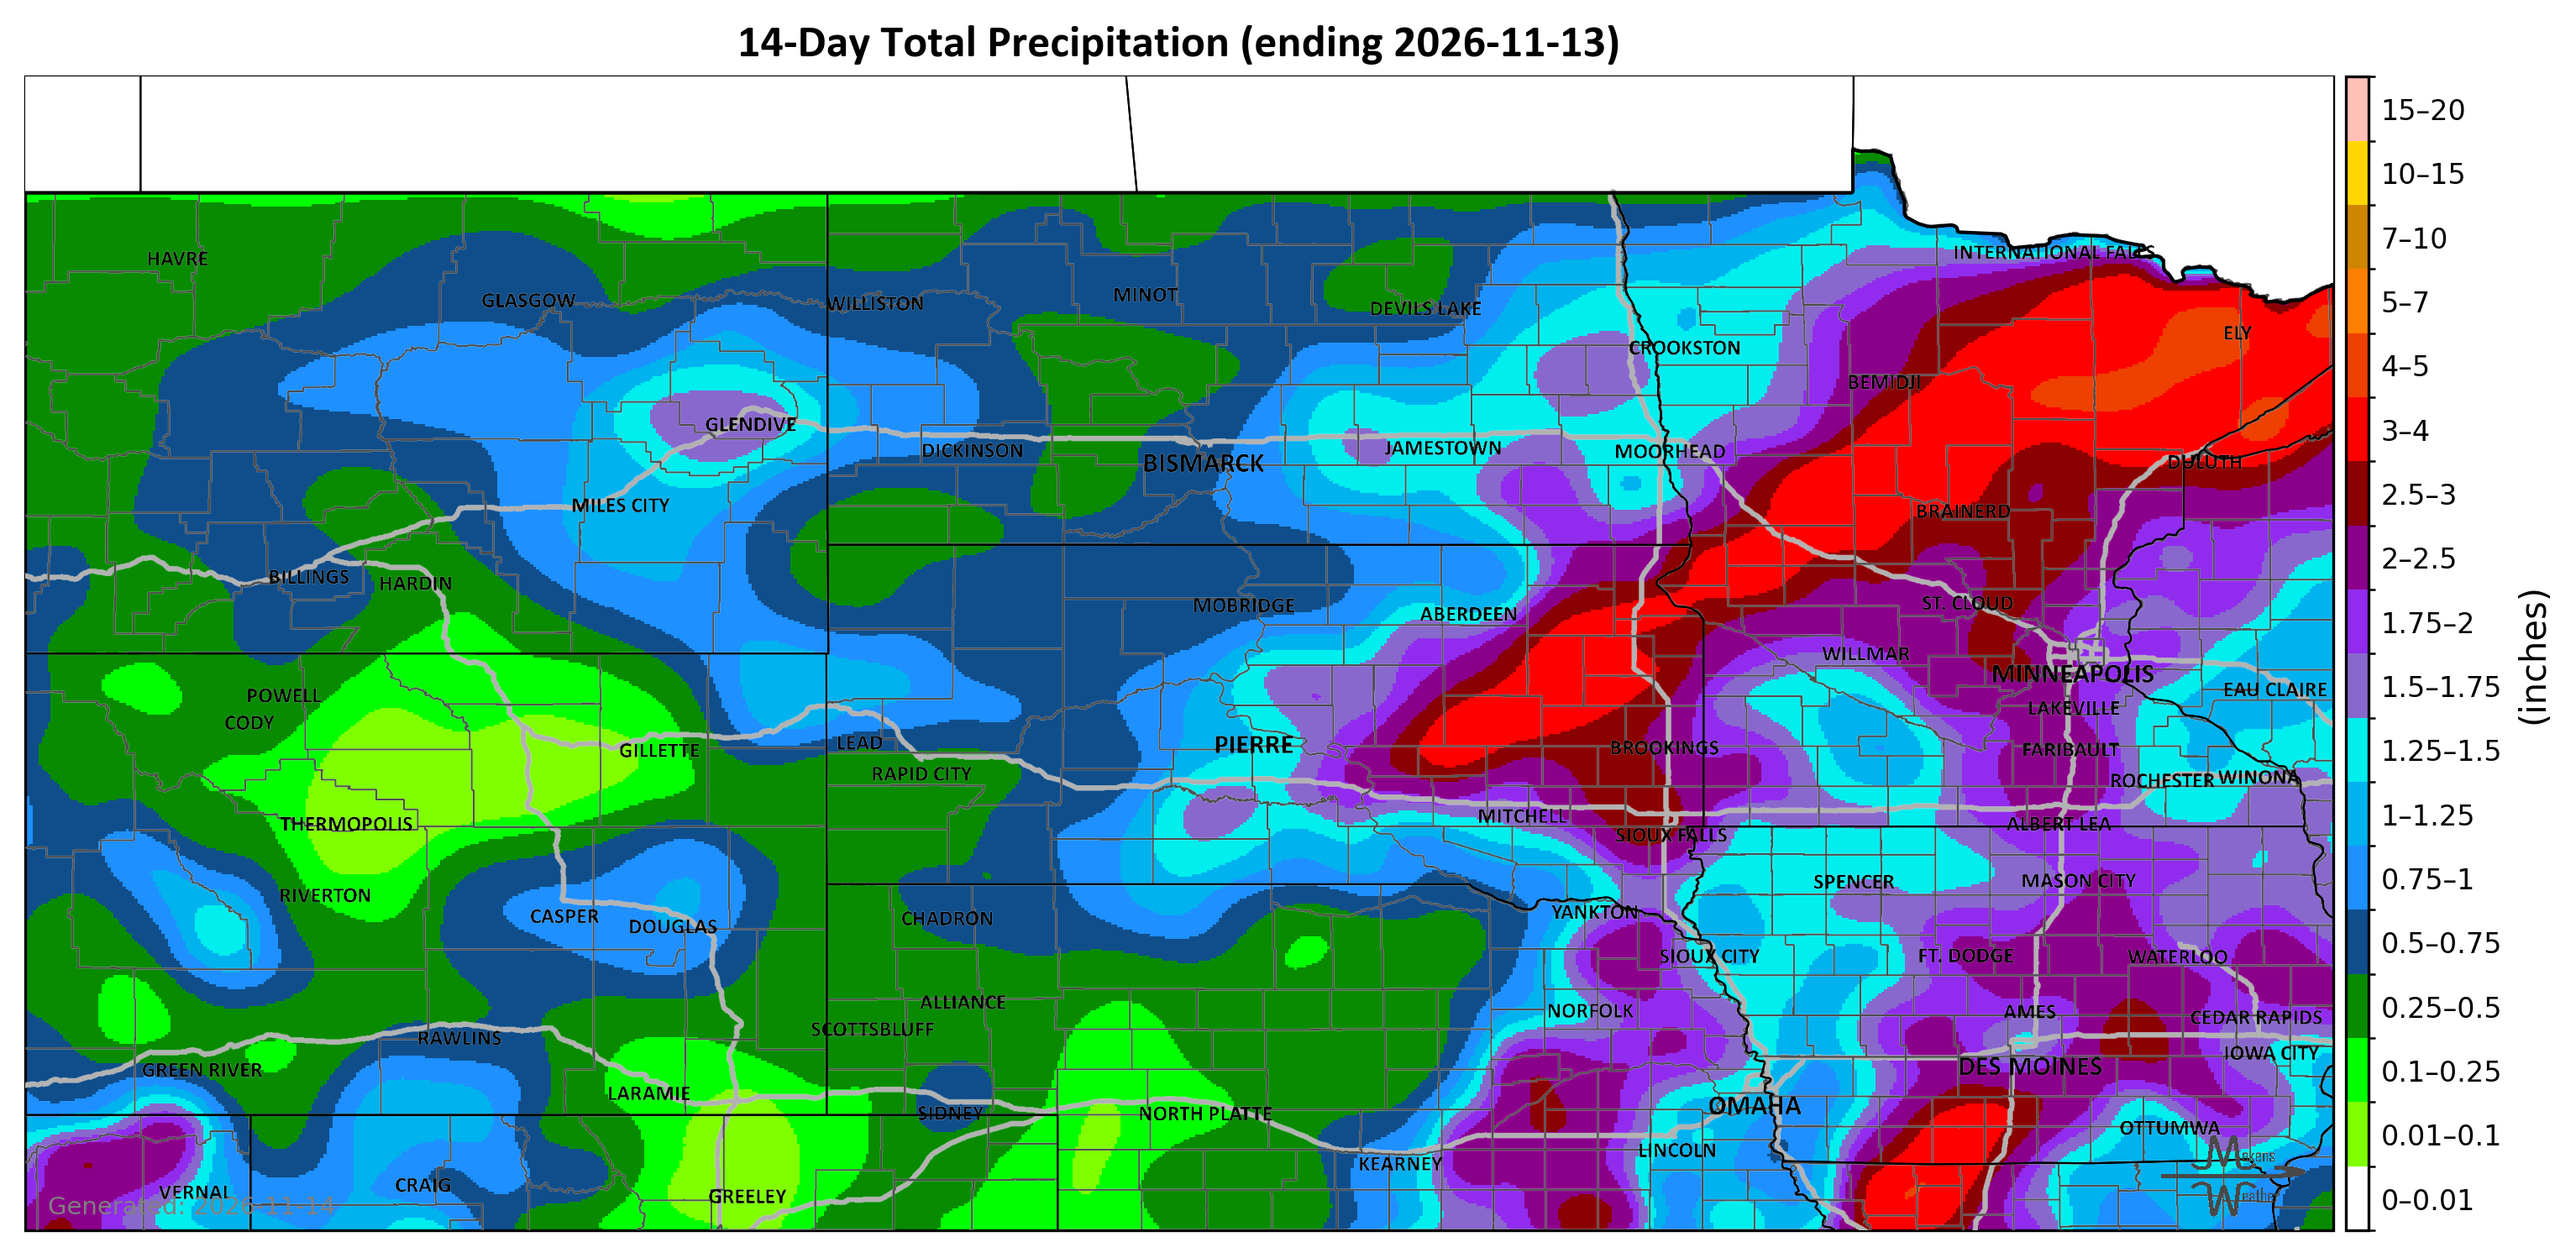 14-Day Total Precipitation (ending 2026-11-13)
15–20
10–15
7–10
5–7
4–5
3–4
2.5–3
2–2.5
1.75–2
1.5–1.75
1.25–1.5
1–1.25
0.75–1
0.5–0.75
0.25–0.5
0.1–0.25
0.01–0.1
0–0.01
(inches)
INTERNATIONAL FALLS
HAVRE
GLASGOW
WILLISTON
MINOT
DEVILS LAKE
ELY
CROOKSTON
BEMIDJI
GLENDIVE
DICKINSON
BISMARCK
JAMESTOWN
MOORHEAD
DULUTH
MILES CITY
BRAINERD
BILLINGS
HARDIN
MOBRIDGE
ABERDEEN
ST. CLOUD
WILLMAR
MINNEAPOLIS
EAU CLAIRE
POWELL
CODY
LAKEVILLE
GILLETTE
LEAD
PIERRE
BROOKINGS
FARIBAULT
RAPID CITY
ROCHESTER
WINONA
THERMOPOLIS
MITCHELL
ALBERT LEA
SIOUX FALLS
RIVERTON
SPENCER
MASON CITY
CASPER
DOUGLAS
CHADRON
YANKTON
SIOUX CITY
FT. DODGE
WATERLOO
ALLIANCE
NORFOLK
AMES
CEDAR RAPIDS
SCOTTSBLUFF
RAWLINS
IOWA CITY
GREEN RIVER
DES MOINES
LARAMIE
SIDNEY
NORTH PLATTE
OMAHA
OTTUMWA
LINCOLN
KEARNEY
VERNAL
CRAIG
GREELEY
Generated: 2026-11-14
Makens
Weather